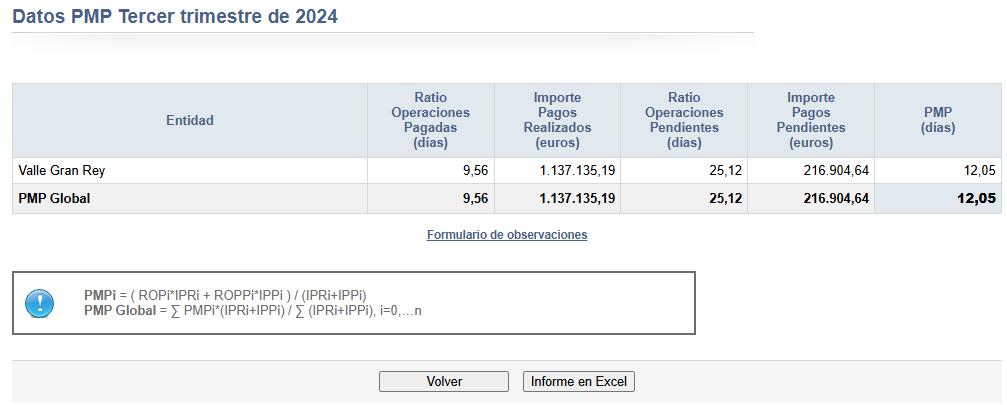 Datos PMP Tercer trimestre de 2024
Entidad
Ratio
Operaciones
Pagadas
(días)
Importe
Pagos
Realizados
(euros)
Ratio
Operaciones
Pendientes
(días)
Importe
Pagos
Pendientes
(euros)
PMP
(días)
Valle Gran Rey 9,56 1.137.135,19 25,12 216.904,64 12,05
PMP Global 9,56 1.137.135,19 25,12 216.904,64 12,05
Formulario de observaciones
PMPi = ( ROPi*IPRi + ROPPi*IPPi ) / (IPRi+IPPi)
PMP Global = ∑ PMPi*(IPRi+IPPi) / ∑ (IPRi+IPPi), i=0,...n
Volver Informe en Excel